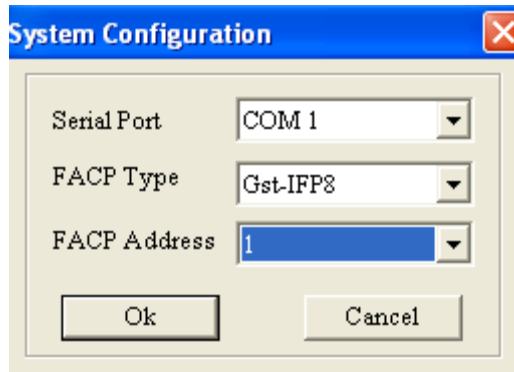 System Configuration
Serial Port COM 1
FACP Type Gst-IFP8
FACP Address 1
Ok Cancel